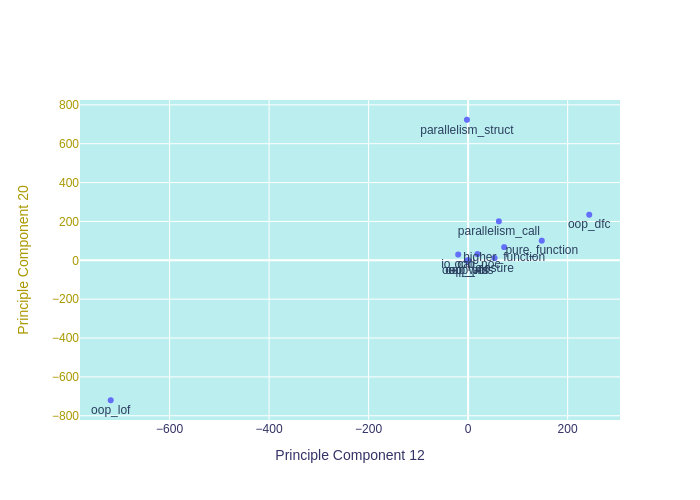 800
600
400
200
0
−200
−400
−600
−800
Principle Component 20
parallelism_struct
oop_dfc
parallelism_call
pure_function
higher_function
oop_lof
−600
−400
−200
0
200
Principle Component 12